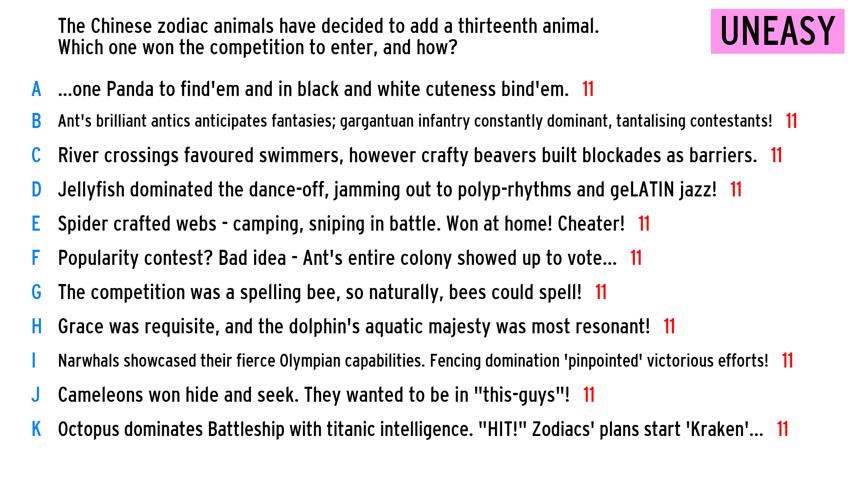 The Chinese zodiac animals have decided to add a thirteenth animal.
Which one won the competition to enter, and how?
UNEASY
A ...one Panda to find'em and in black and white cuteness bind'em. 11
B Ant's brilliant antics anticipates fantasies; gargantuan infantry constantly dominant, tantalising contestants! 11
C River crossings favoured swimmers, however crafty beavers built blockades as barriers. 11
D Jellyfish dominated the dance-off, jamming out to polyp-rhythms and geLATIN jazz! 11
E Spider crafted webs - camping, sniping in battle. Won at home! Cheater! 11
F Popularity contest? Bad idea - Ant's entire colony showed up to vote... 11
G The competition was a spelling bee, so naturally, bees could spell! 11
H Grace was requisite, and the dolphin's aquatic majesty was most resonant! 11
I Narwhals showcased their fierce Olympian capabilities. Fencing domination 'pinpointed' victorious efforts! 11
J Cameleons won hide and seek. They wanted to be in "this-guys"! 11
K Octopus dominates Battleship with titanic intelligence. "HIT!" Zodiacs' plans start 'Kraken'... 11